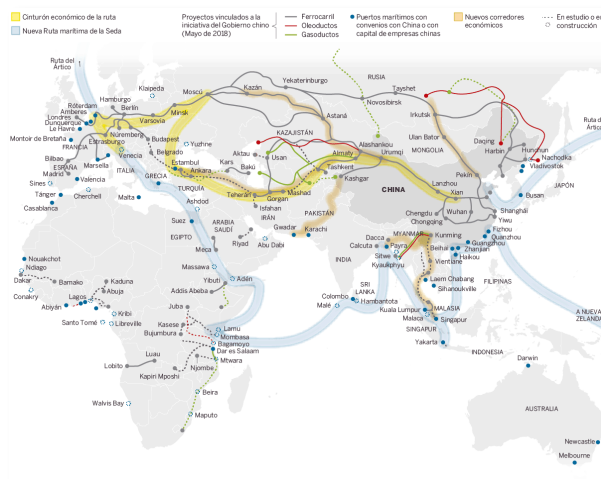 Cinturón económico de la ruta
Nueva Ruta marítima de la Seda
Proyectos vinculados a la
iniciativa del Gobierno chino
(Mayo de 2018)
Ferrocarril
Oleoductos
Gasoductos
Puertos marítimos con
convenios con China o con
capital de empresas chinas
Nuevos corredores
económicos
En estudio o en
construcción
Ruta del
Ártico
Klaipeda
Moscú
Kazán
Yekaterinburgo
RUSIA
Tayshet
Novosibirsk
Hamburgo
Róterdam
Berlín
Amberes
Londres
Dunquerque
Le Havre
Varsovia
Minsk
Irkutsk
Ruta del
Ártico
Montoir de Bretaña
Núremberg
Estrasburgo
Budapest
FRANCIA
Venecia
Belgrado
Yuzhine
Astaná
KAZAJISTÁN
Ulan Bator
MONGOLIA
Daqing
Harbin
Hunchun
Nachodka
Vladivostok
Bilbao
ESPAÑA
Madrid
Marsella
ITALIA
Estambul
Ankara
Kars
Aktau
Bakú
Usan
Almaty
Alashankou
Urumqi
Pekín
Sines
Valencia
GRECIA
TURQUÍA
Teherán
Gorgan
Mashad
Tashkent
Kashgar
CHINA
Lanzhou
Xian
JAPÓN
Busan
Tánger
Cherchell
Malta
Ashdod
Isfahan
IRÁN
PAKISTÁN
Casablanca
Suez
ARABIA
SAUDÍ
Gwadar
Karachi
Chengdu
Chongqing
Wuhan
Shanghái
Yiwu
EGIPTO
Riyad
Abu Dabi
INDIA
Dacca
MYANMAR
Kunming
Fizhou
Quanzhou
Guangzhou
Meca
Calcuta
Payra
Sitwe
Beihai
Zhanjian
Haikou
Kyauliphyu
Vientiane
Nouakchot
Ndiago
Massawa
Adén
Dakar
Bamako
Kaduna
Abuja
Yibuti
Laem Chabang
FILIPINAS
Conakry
Lagos
Addis Abeba
SRI
LANKA
Sihanoukville
Abiyán
Kribi
Juba
Colombo
Hambantota
Santo Tomé
Libreville
Malé
Kuala Lumpur
MALASIA
Kasese
Lamu
Malaca
Singapur
Bujumbura
Mombasa
SINGAPUR
A NUEVA
ZELANDA
Bagamoyo
Luau
Dar es Salaam
Yakarta
INDONESIA
Lobito
Mtwara
Darwin
Kapiri Mposhi
Njombe
Beira
Walvis Bay
Maputo
AUSTRALIA
Newcastle
Melbourne